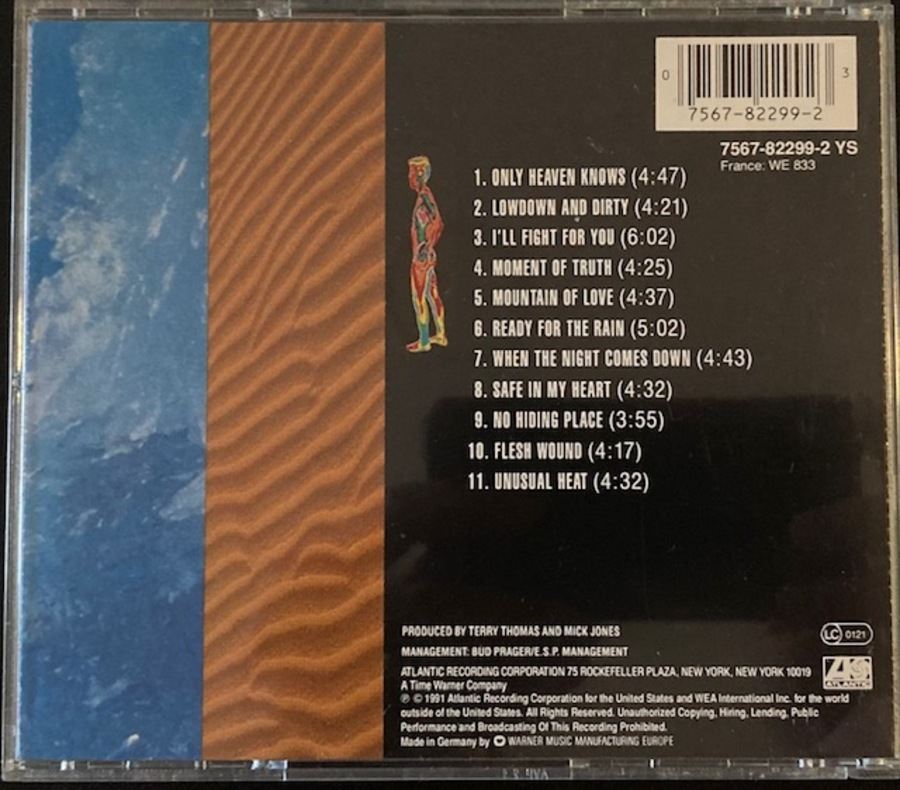 0 3
7567-82299-2
7567-82299-2 YS
France: WE 833
1. ONLY HEAVEN KNOWS (4:47)
2. LOWDOWN AND DIRTY (4:21)
3. I'LL FIGHT FOR YOU (6:02)
4. MOMENT OF TRUTH (4:25)
5. MOUNTAIN OF LOVE (4:37)
6. READY FOR THE RAIN (5:02)
7. WHEN THE NIGHT COMES DOWN (4:43)
8. SAFE IN MY HEART (4:32)
9. NO HIDING PLACE (3:55)
10. FLESH WOUND (4:17)
11. UNUSUAL HEAT (4:32)
PRODUCED BY TERRY THOMAS AND MICK JONES
LC 0121
MANAGEMENT: BUD PRAGER/E.S.P. MANAGEMENT
ATLANTIC RECORDING CORPORATION 75 ROCKEFELLER PLAZA, NEW YORK, NEW YORK 10019
A Time Warner Company
ATLANTIC
℗ © 1991 Atlantic Recording Corporation for the United States and WEA International Inc. for the world
outside of the United States. All Rights Reserved. Unauthorized Copying, Hiring, Lending, Public
Performance and Broadcasting Of This Recording Prohibited.
Made in Germany by WARNER MUSIC MANUFACTURING EUROPE